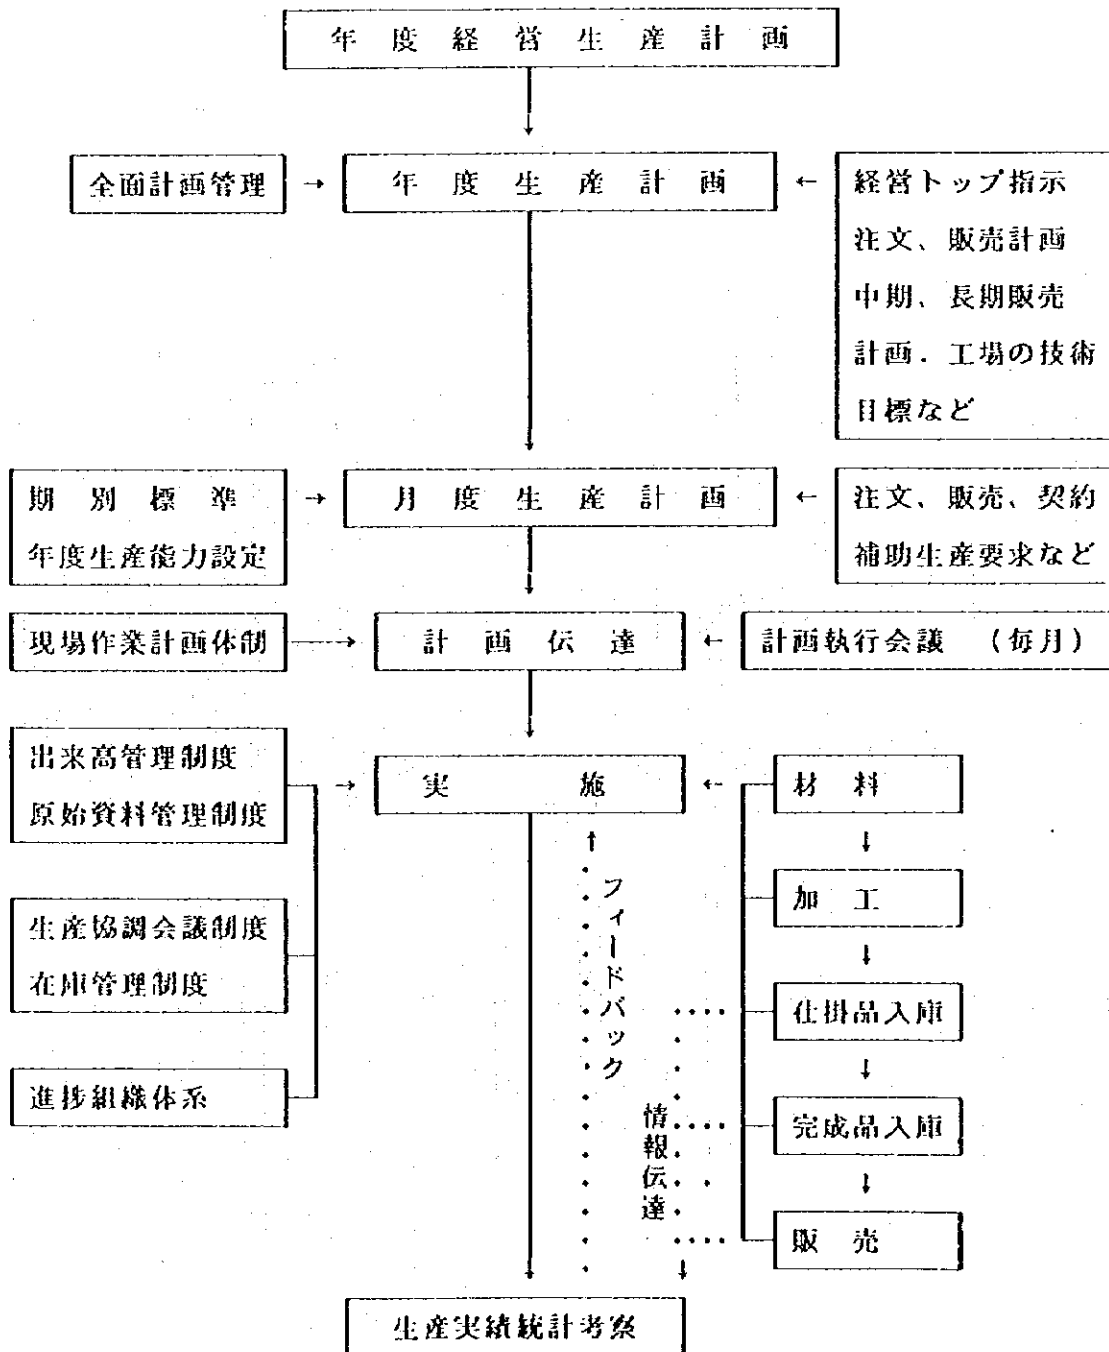 年度経営生産計画
全面計画管理
→
年度生産計画
←
経営トップ指示
注文、販売計画
中期、長期販売
計画．工場の技術
目標など
期別標準
年度生産能力設定
→
月度生産計画
←
注文、販売、契約
補助生産要求など
現場作業計画体制
計画伝達
←
計画執行会議 （毎月）
出来高管理制度
原始資料管理制度
→
実施
←
材料
加工
生産協調会議制度
在庫管理制度
フィードバック
仕掛品入庫
進捗組織体系
情報伝達
完成品入庫
販売
生産実績統計考察